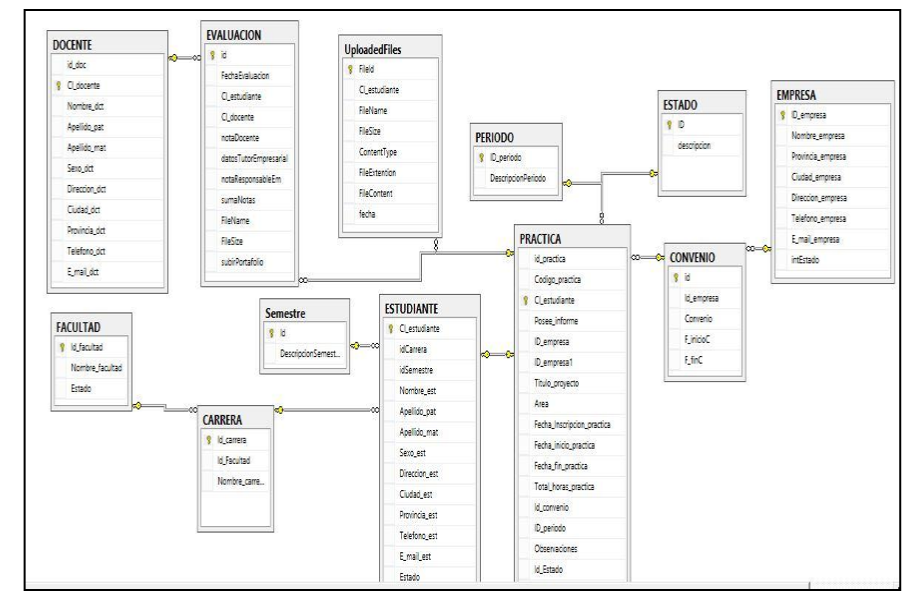 DOCENTE
id_doc
CI_docente
Nombre_dct
Apellido_pat
Apellido_mat
Sexo_dct
Direccion_dct
Ciudad_dct
Provincia_dct
Telefono_dct
E_mail_dct
EVALUACION
id
FechaEvaluacion
CI_estudiante
CI_docente
notaDocente
datosTutorEmpresarial
notaResponsableEm
sumaNotas
FileName
FileSize
subirPortafolio
UploadedFiles
FileId
CI_estudiante
FileName
FileSize
ContentType
FileExtention
FileContent
fecha
PERIODO
ID_periodo
DescripcionPeriodo
ESTADO
ID
descripcion
EMPRESA
ID_empresa
Nombre_empresa
Provincia_empresa
Ciudad_empresa
Direccion_empresa
Telefono_empresa
E_mail_empresa
intEstado
PRACTICA
id_practica
Codigo_practica
CI_estudiante
Posee_informe
ID_empresa
ID_empresa1
Titulo_proyecto
Area
Fecha_Inscripcion_practica
Fecha_inicio_practica
Fecha_fin_practica
Total_horas_practica
Id_convenio
ID_periodo
Observaciones
Id_Estado
CONVENIO
id
Id_empresa
Convenio
F_inicioC
F_finC
FACULTAD
Id_facultad
Nombre_facultad
Estado
Semestre
Id
DescripcionSemest...
ESTUDIANTE
CI_estudiante
idCarrera
idSemestre
Nombre_est
Apellido_pat
Apellido_mat
Sexo_est
Direccion_est
Ciudad_est
Provincia_est
Telefono_est
E_mail_est
Estado
CARRERA
Id_carrera
Id_Facultad
Nombre_carre...